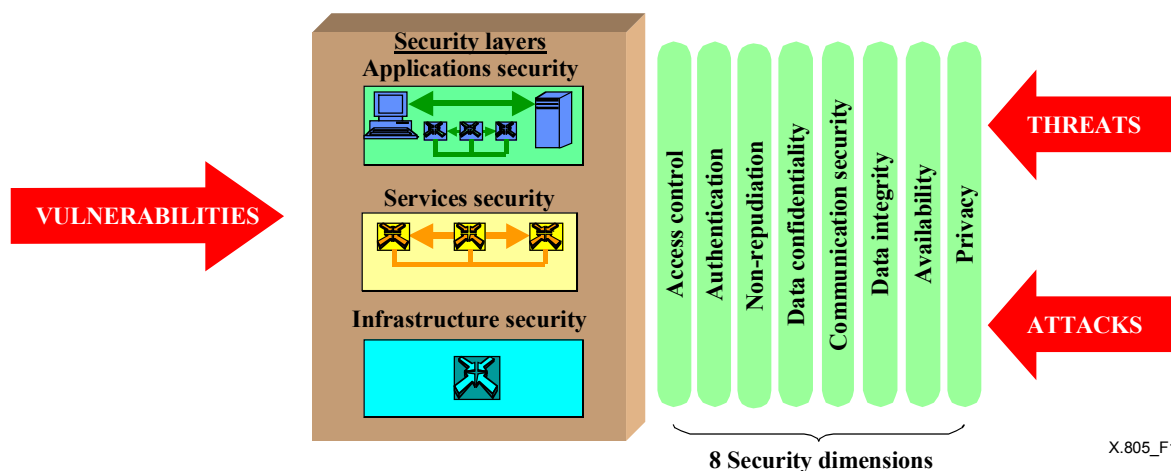 Security layers
Applications security
Services security
Infrastructure security
VULNERABILITIES
Access control
Authentication
Non-repudiation
Data confidentiality
Communication security
Data integrity
Availability
Privacy
THREATS
ATTACKS
8 Security dimensions
X.805_F